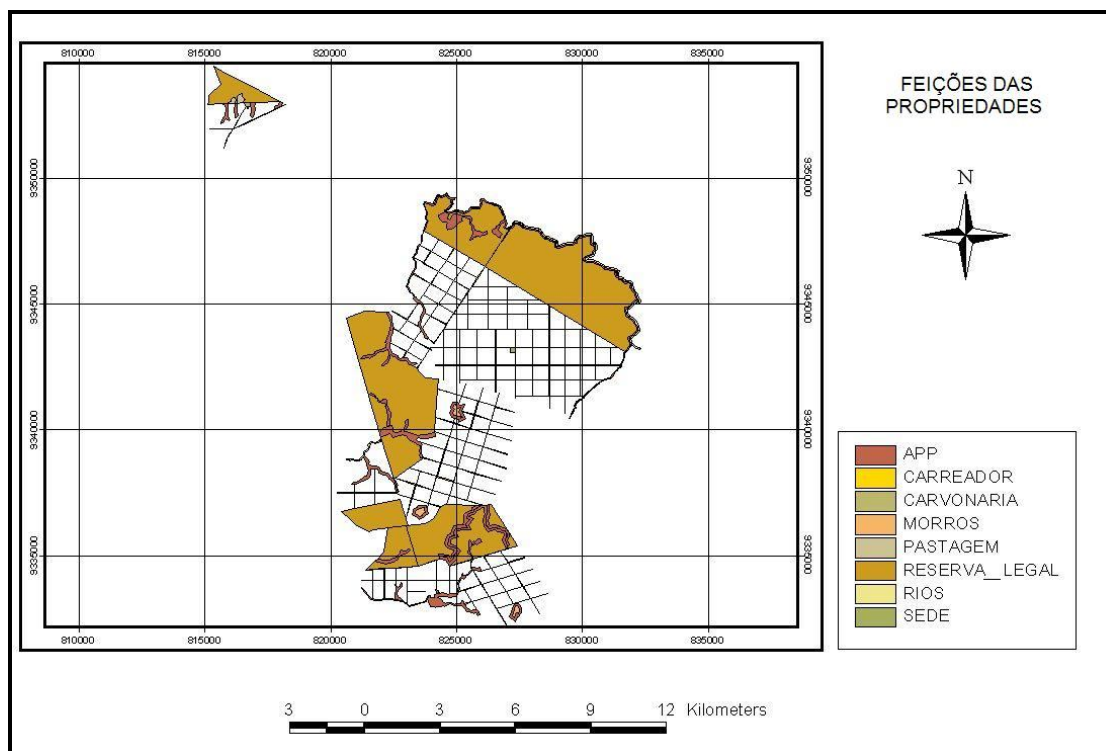 FEIÇÕES DAS
PROPRIEDADES
N
810000 815000 820000 825000 830000 835000
9350000 9350000
9345000 9345000
9340000 9340000
9335000 9335000
810000 815000 820000 825000 830000 835000
APP
CARREADOR
CARVONARIA
MORROS
PASTAGEM
RESERVA_LEGAL
RIOS
SEDE
3 0 3 6 9 12 Kilometers